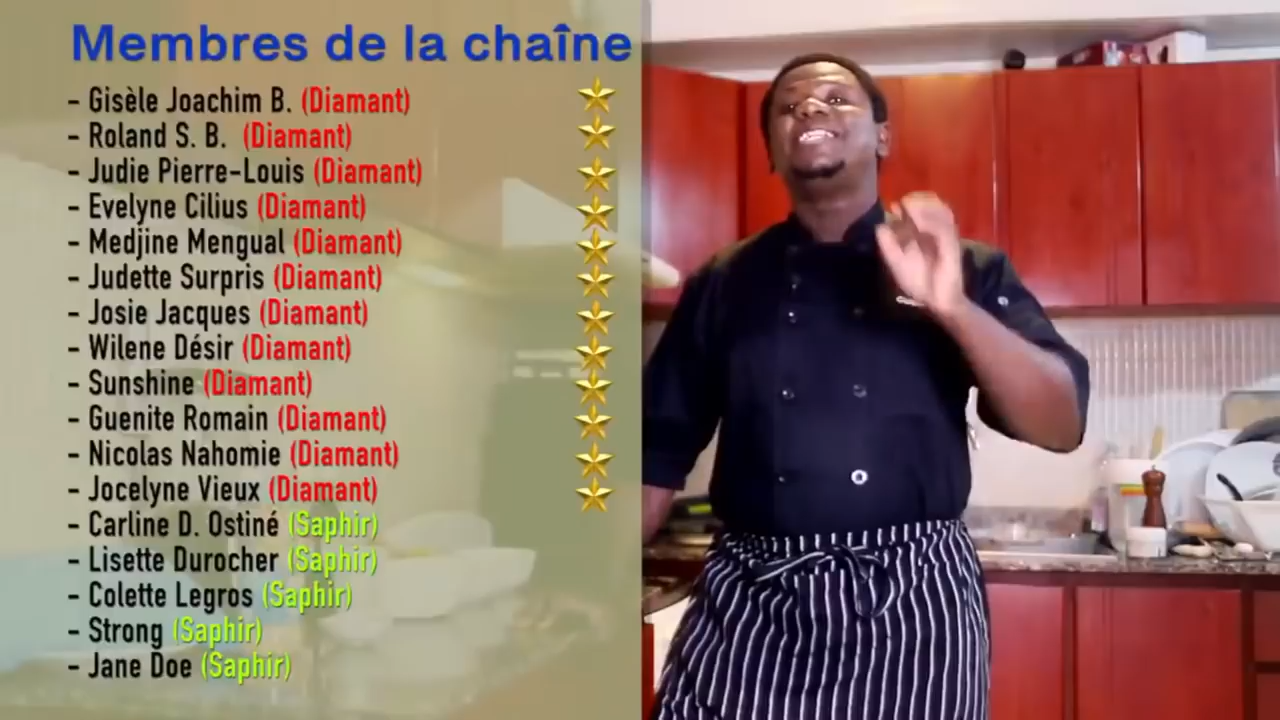 Membres de la chaîne
- Gisèle Joachim B. (Diamant)
- Roland S. B. (Diamant)
- Judie Pierre-Louis (Diamant)
- Evelyne Cilius (Diamant)
- Medjine Mengual (Diamant)
- Judette Surpris (Diamant)
- Josie Jacques (Diamant)
- Wilene Désir (Diamant)
- Sunshine (Diamant)
- Guenite Romain (Diamant)
- Nicolas Nahomie (Diamant)
- Jocelyne Vieux (Diamant)
- Carline D. Ostiné (Saphir)
- Lisette Durocher (Saphir)
- Colette Legros (Saphir)
- Strong (Saphir)
- Jane Doe (Saphir)